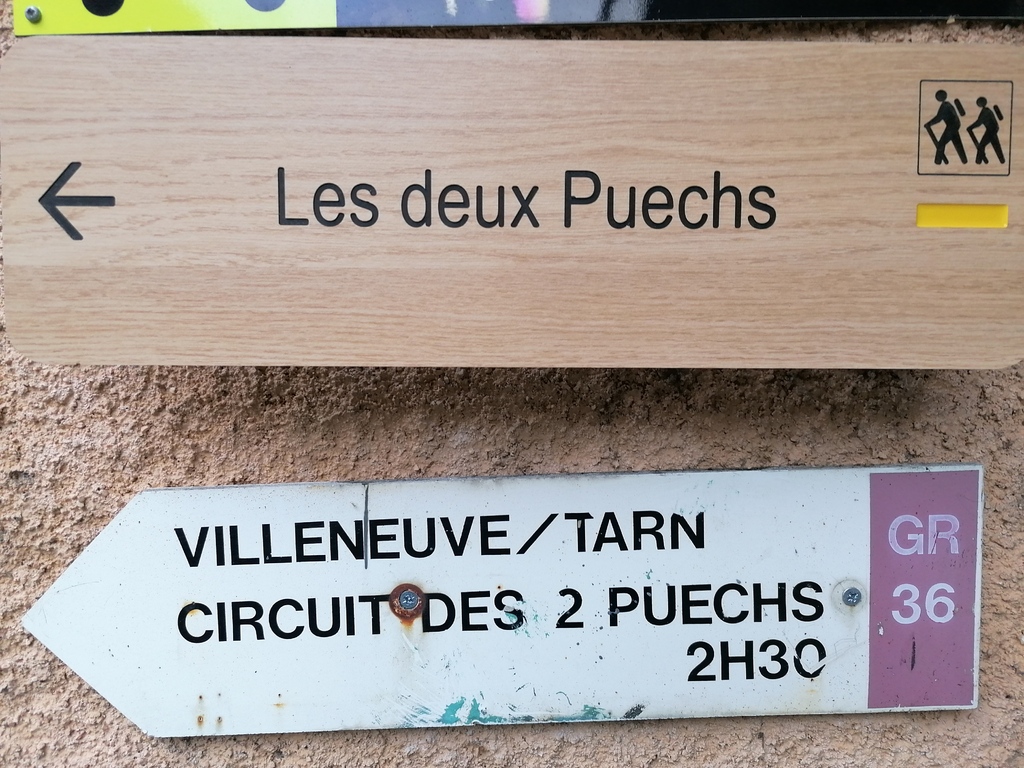 Les deux Puechs
VILLENEUVE/TARN
CIRCUIT DES 2 PUECHS
2H30
GR
36